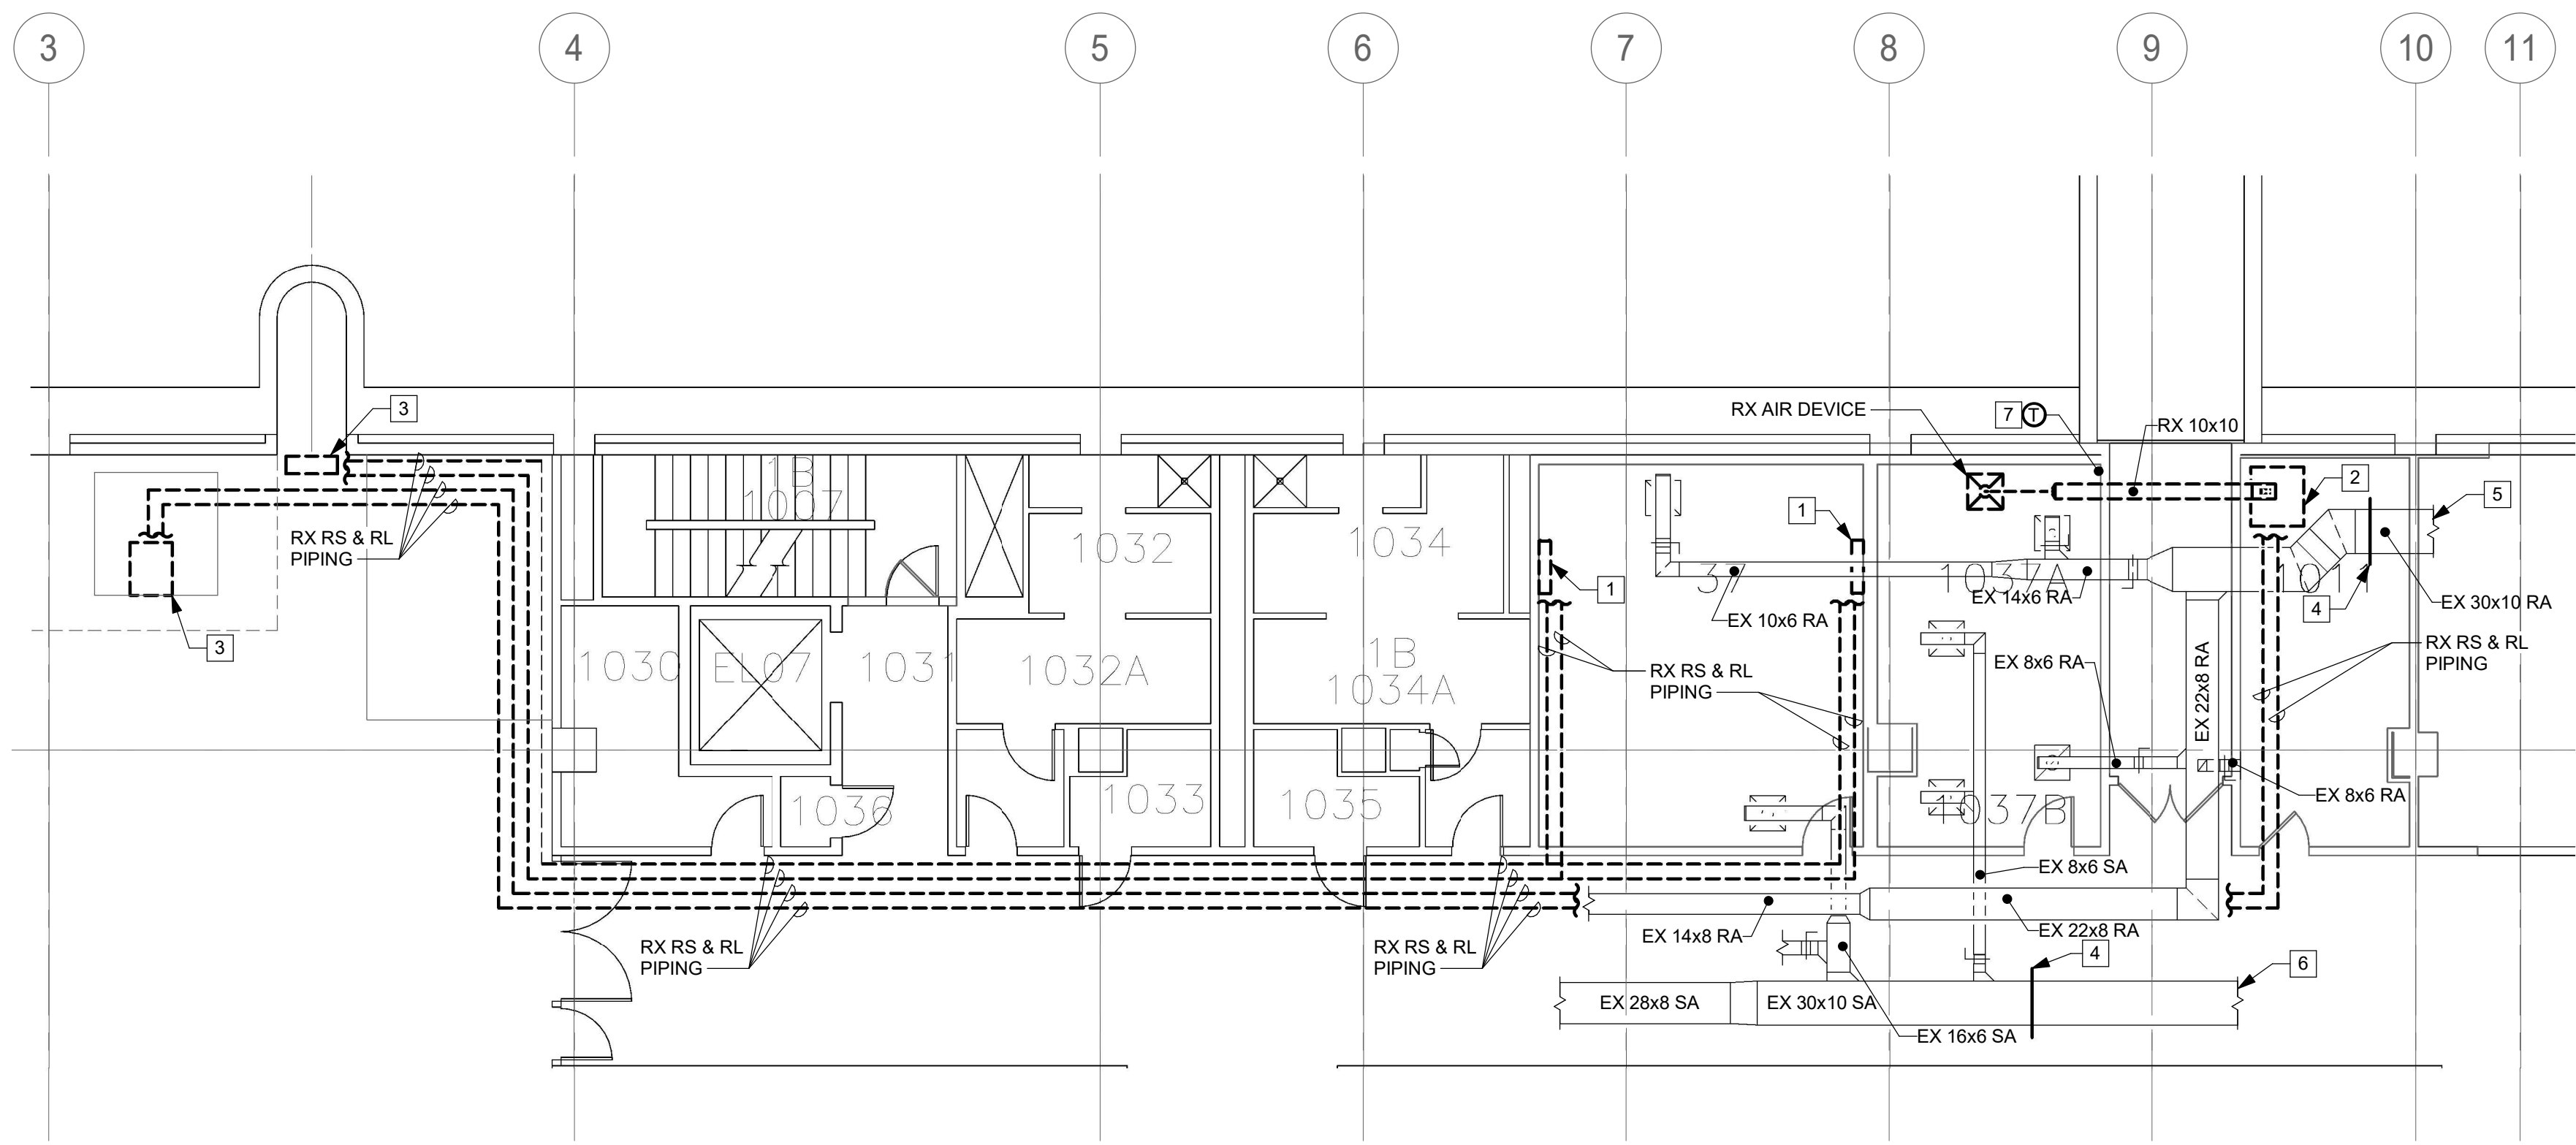 3
4
5
6
7
8
9
10
11
3
RX AIR DEVICE
7
T
RX 10x10
1B
1007
2
5
1
RX RS & RL
PIPING
1032
1034
1
37
1037A
1011
EX 14x6 RA
4
EX 30x10 RA
EX 10x6 RA
3
1030
EL07
1031
1032A
1B
1034A
RX RS & RL
PIPING
EX 8x6 RA
EX 22x8 RA
RX RS & RL
PIPING
1036
1033
1035
1037B
EX 8x6 RA
EX 8x6 SA
RX RS & RL
PIPING
RX RS & RL
PIPING
EX 14x8 RA
EX 22x8 RA
4
6
EX 28x8 SA
EX 30x10 SA
EX 16x6 SA